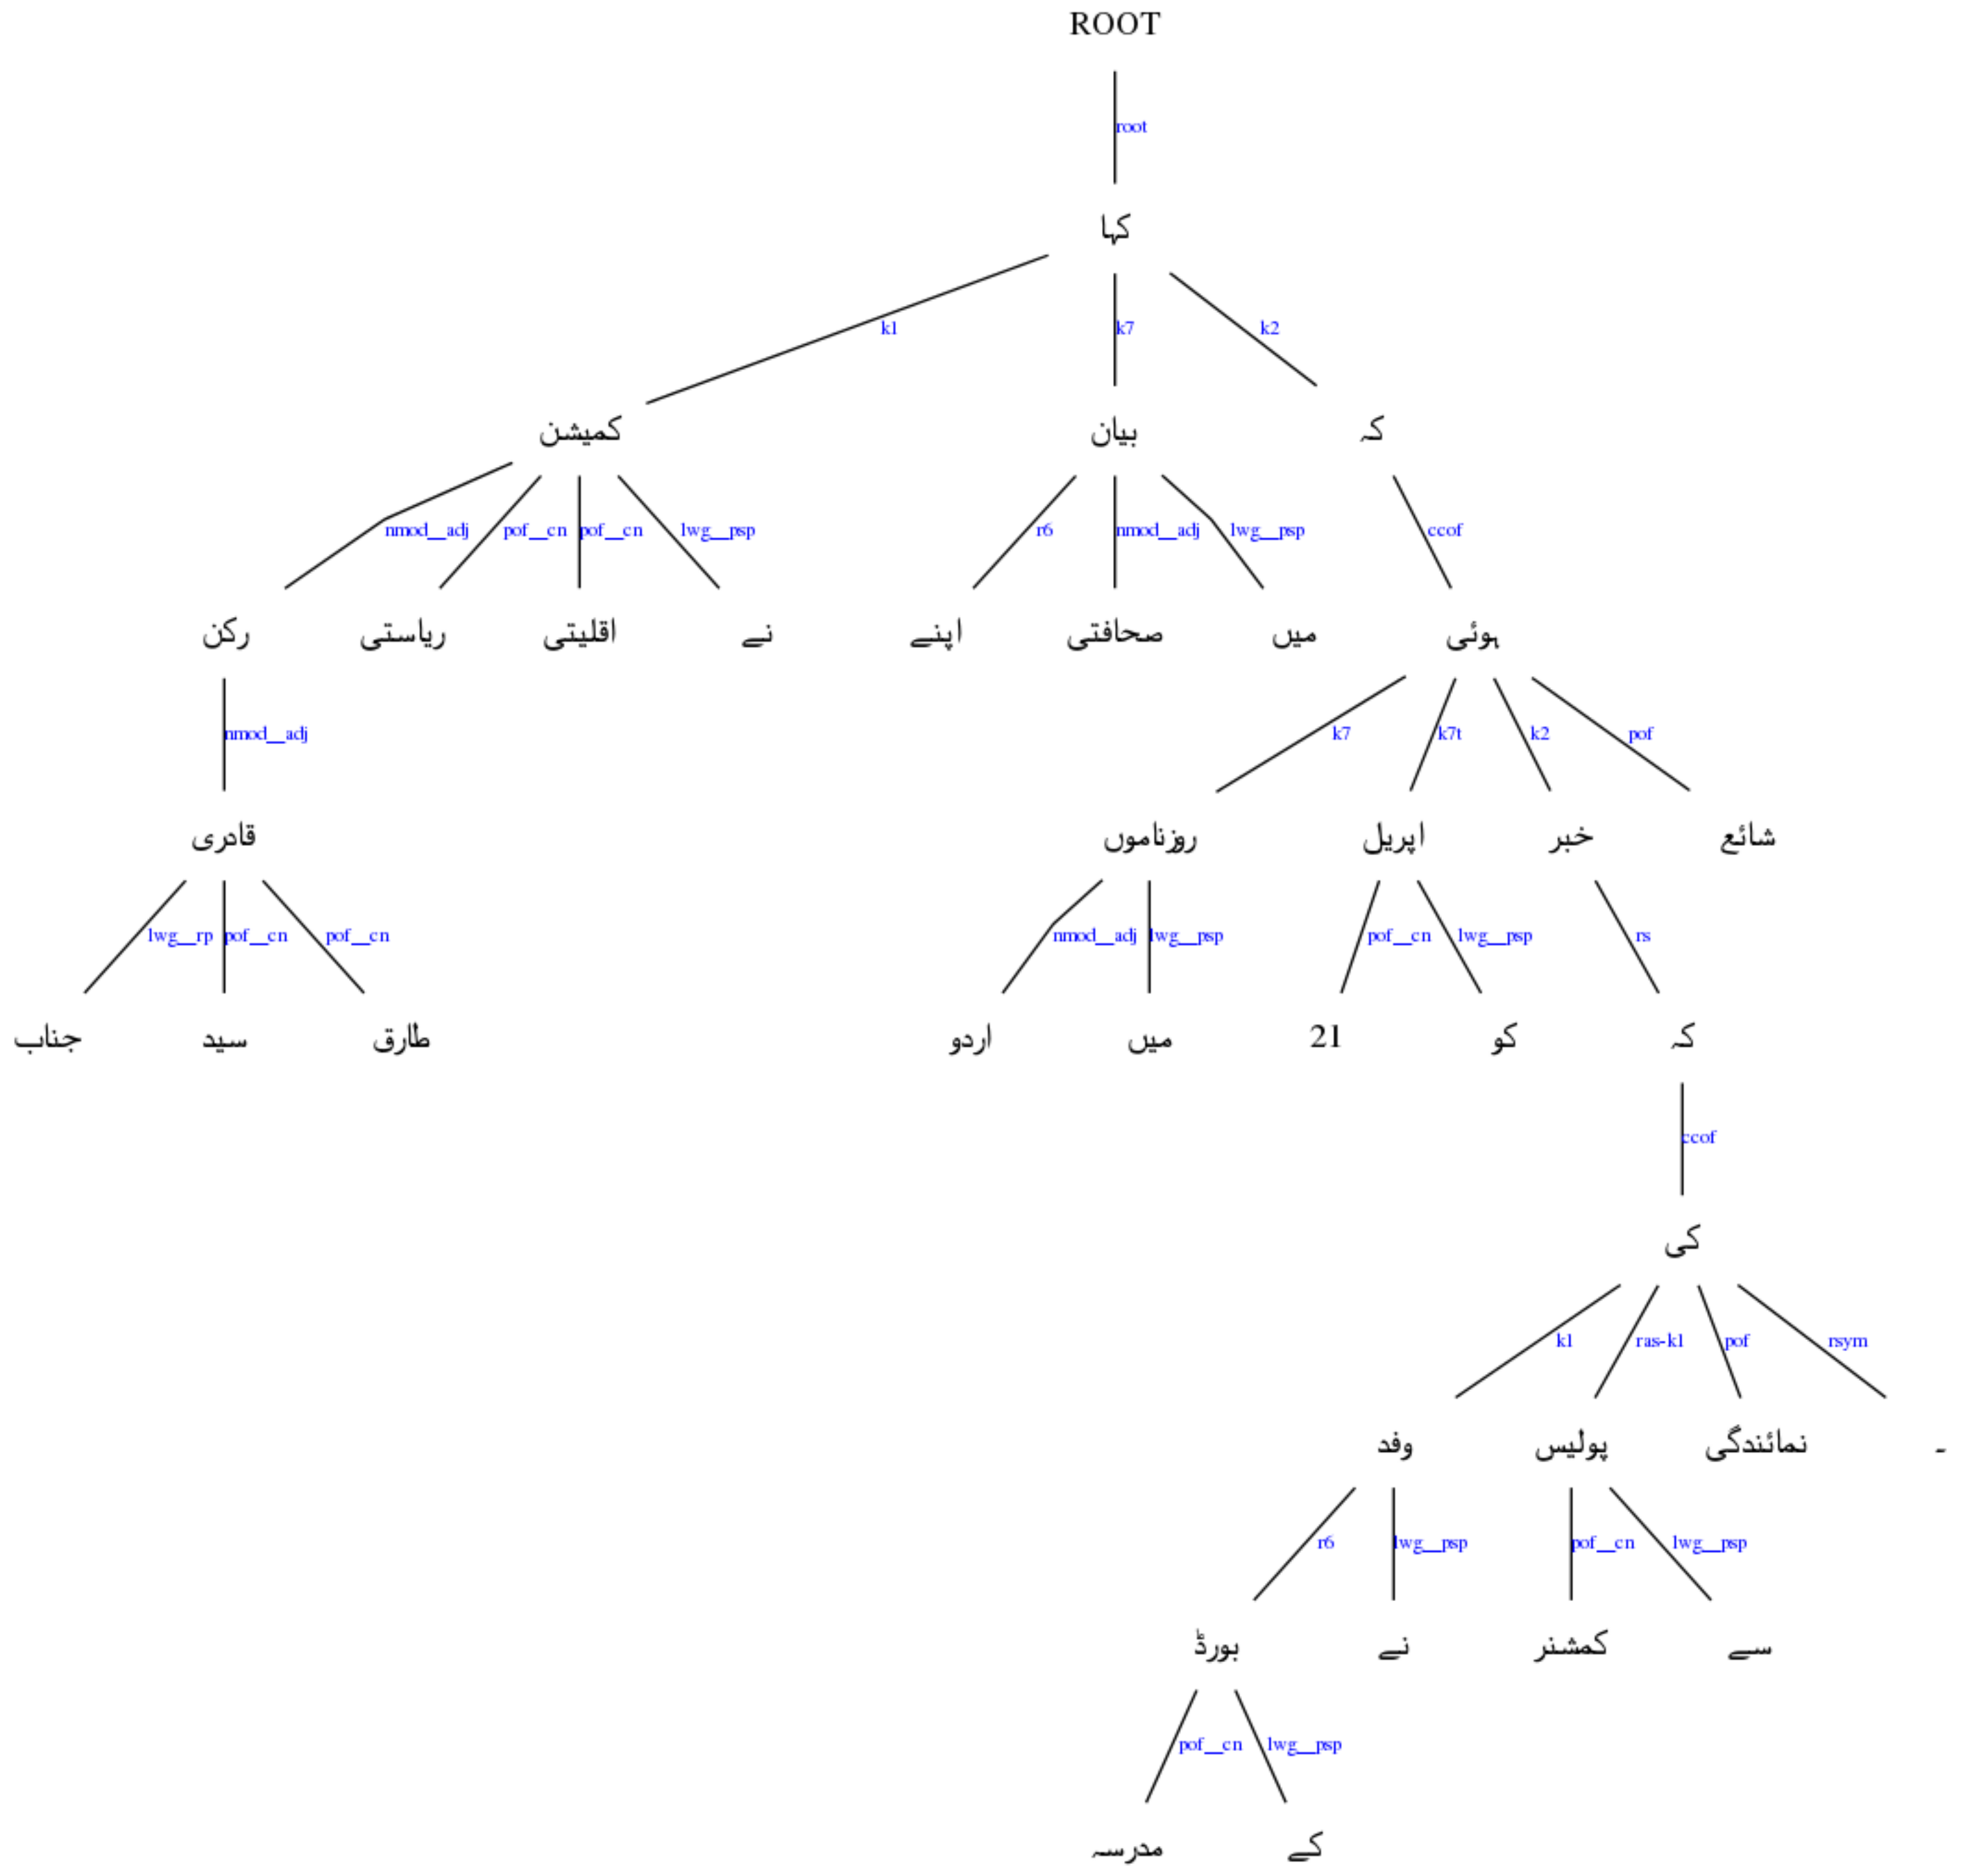 ROOT
root
کہا
k1 k7 k2
کمیشن بیان کہ
nmod__adj pof__cn pof__cn lwg__psp r6 nmod__adj lwg__psp ccof
رکن ریاستی اقلیتی نے اپنے صحافتی میں ہوئی
nmod__adj k7 k7t k2 pof
قادری روزناموں اپریل خبر شائع
lwg__rp pof__cn pof__cn nmod__adj lwg__psp pof__cn lwg__psp rs
جناب سید طارق اردو میں 21 کو کہ
ccof
کی
k1 ras-k1 pof rsym
وفد پولیس نمائندگی ۔
r6 lwg__psp pof__cn lwg__psp
بورڈ نے کمشنر سے
pof__cn lwg__psp
مدرسہ کے